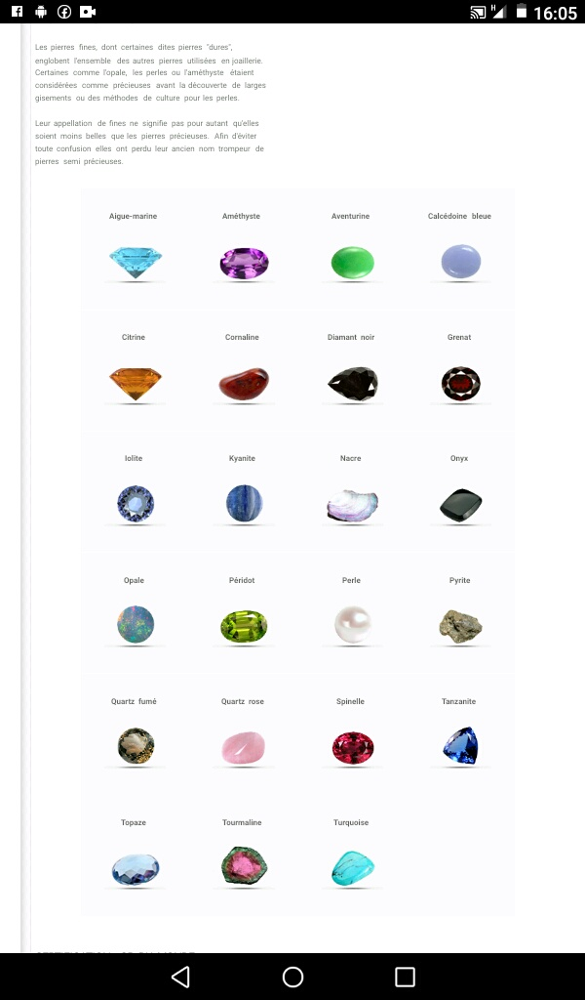 H
16:05
Les pierres fines, dont certaines dites pierres "dures",
englobent l'ensemble des autres pierres utilisées en joaillerie.
Certaines comme l'opale, les perles ou l'améthyste étaient
considérées comme précieuses avant la découverte de larges
gisements ou des méthodes de culture pour les perles.
Leur appellation de fines ne signifie pas pour autant qu'elles
soient moins belles que les pierres précieuses. Afin d'éviter
toute confusion elles ont perdu leur ancien nom trompeur de
pierres semi précieuses.
Aigue-marine Améthyste Aventurine Calcédoine bleue
Citrine Cornaline Diamant noir Grenat
Iolite Kyanite Nacre Onyx
Opale Péridot Perle Pyrite
Quartz fumé Quartz rose Spinelle Tanzanite
Topaze Tourmaline Turquoise